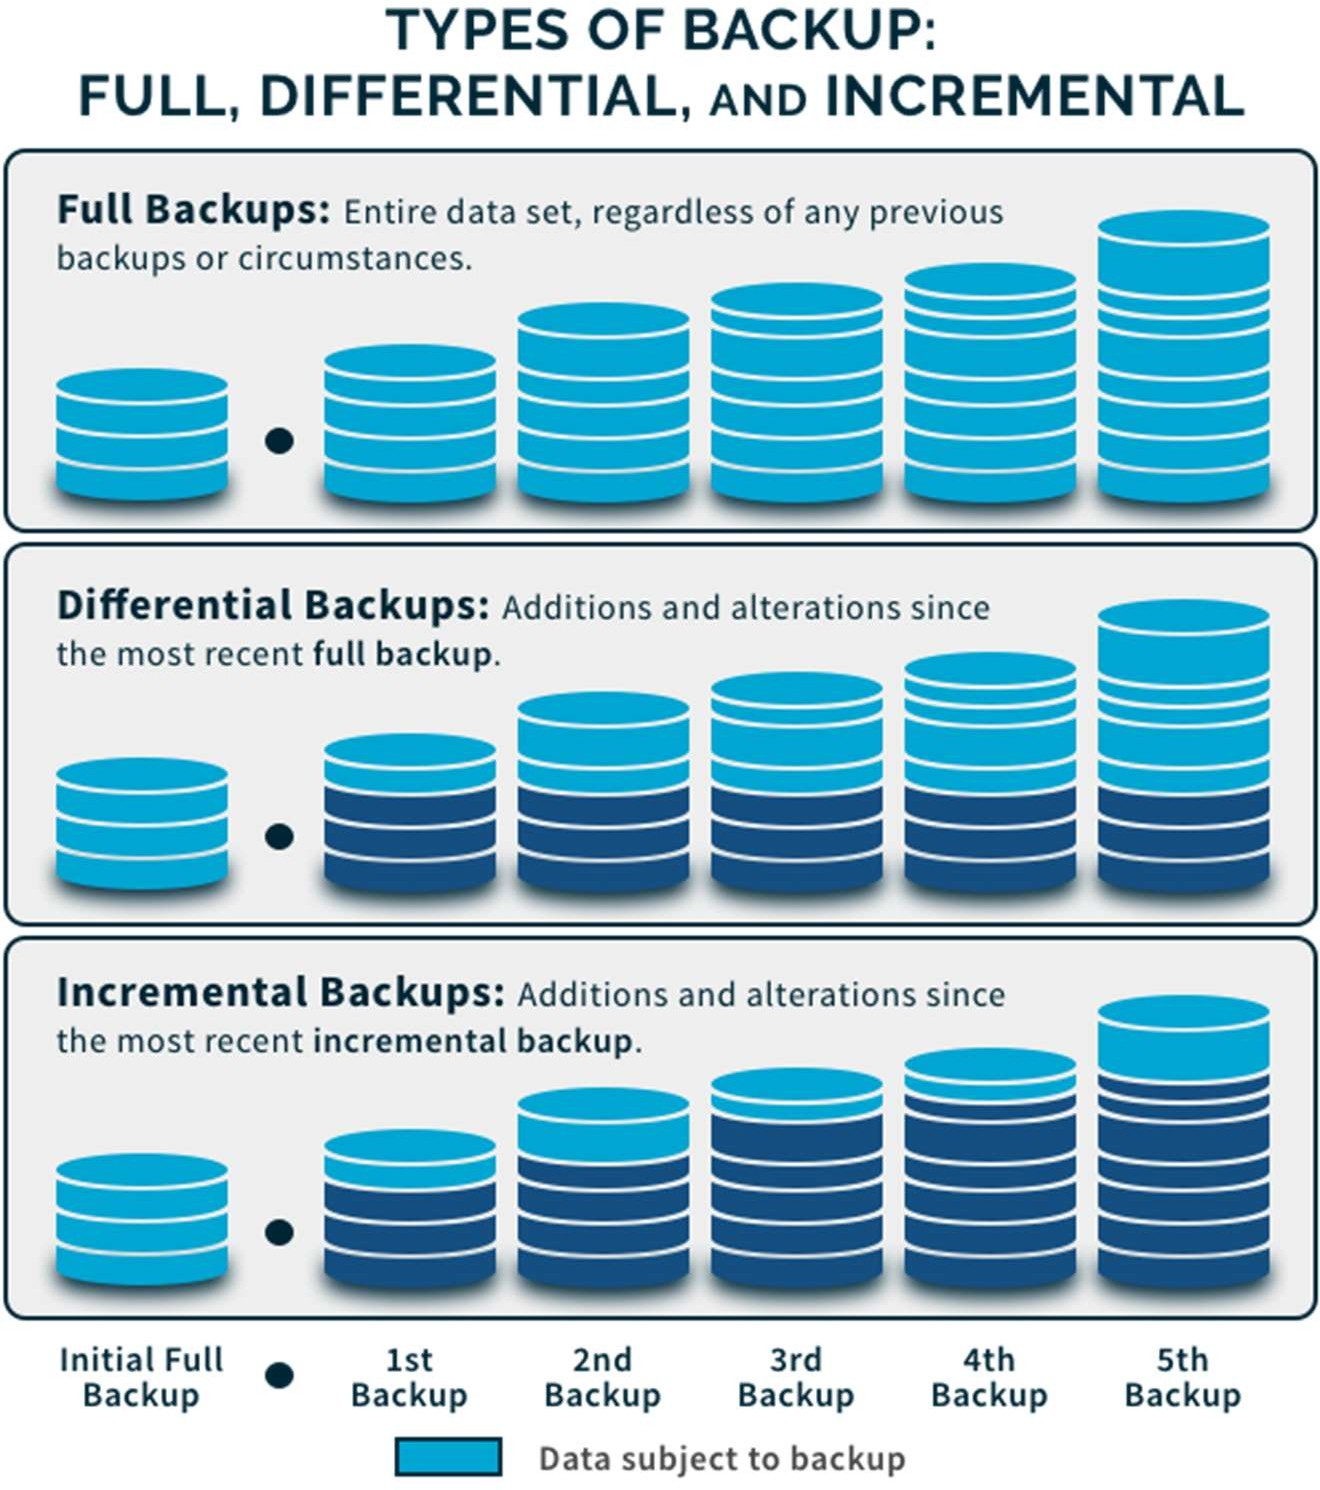 TYPES OF BACKUP:
FULL, DIFFERENTIAL, AND INCREMENTAL
Full Backups: Entire data set, regardless of any previous
backups or circumstances.
Differential Backups: Additions and alterations since
the most recent full backup.
Incremental Backups: Additions and alterations since
the most recent incremental backup.
Initial Full
Backup
1st
Backup
2nd
Backup
3rd
Backup
4th
Backup
5th
Backup
Data subject to backup